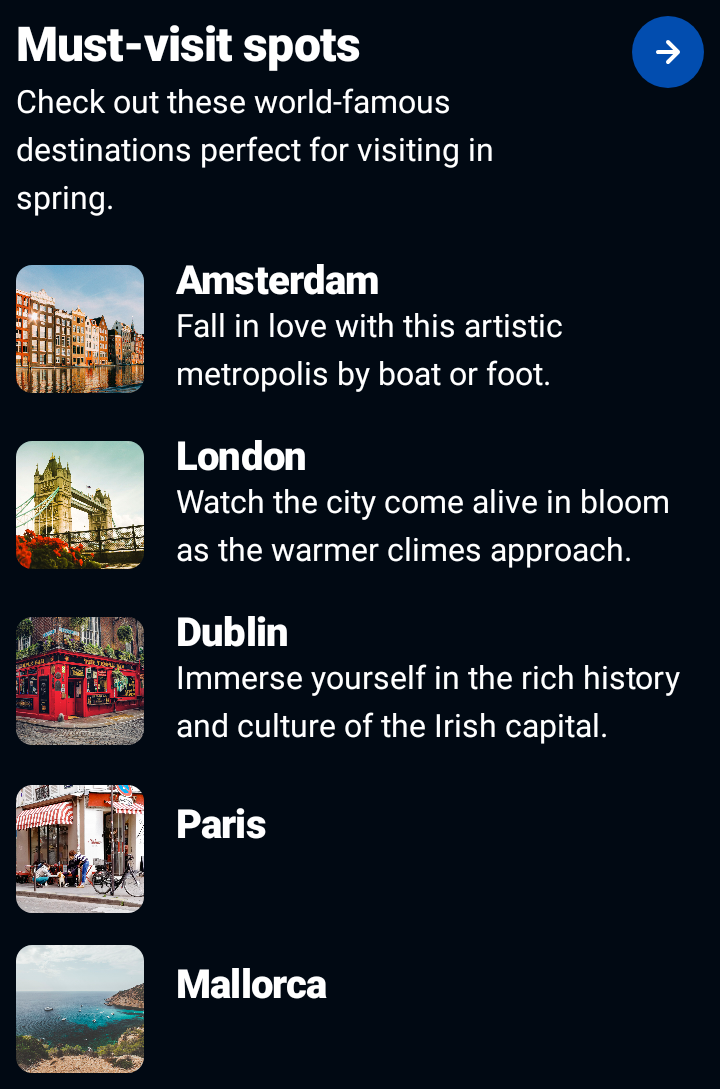 Must-visit spots
Check out these world-famous
destinations perfect for visiting in
spring.
Amsterdam
Fall in love with this artistic
metropolis by boat or foot.
London
Watch the city come alive in bloom
as the warmer climes approach.
Dublin
Immerse yourself in the rich history
and culture of the Irish capital.
Paris
Mallorca